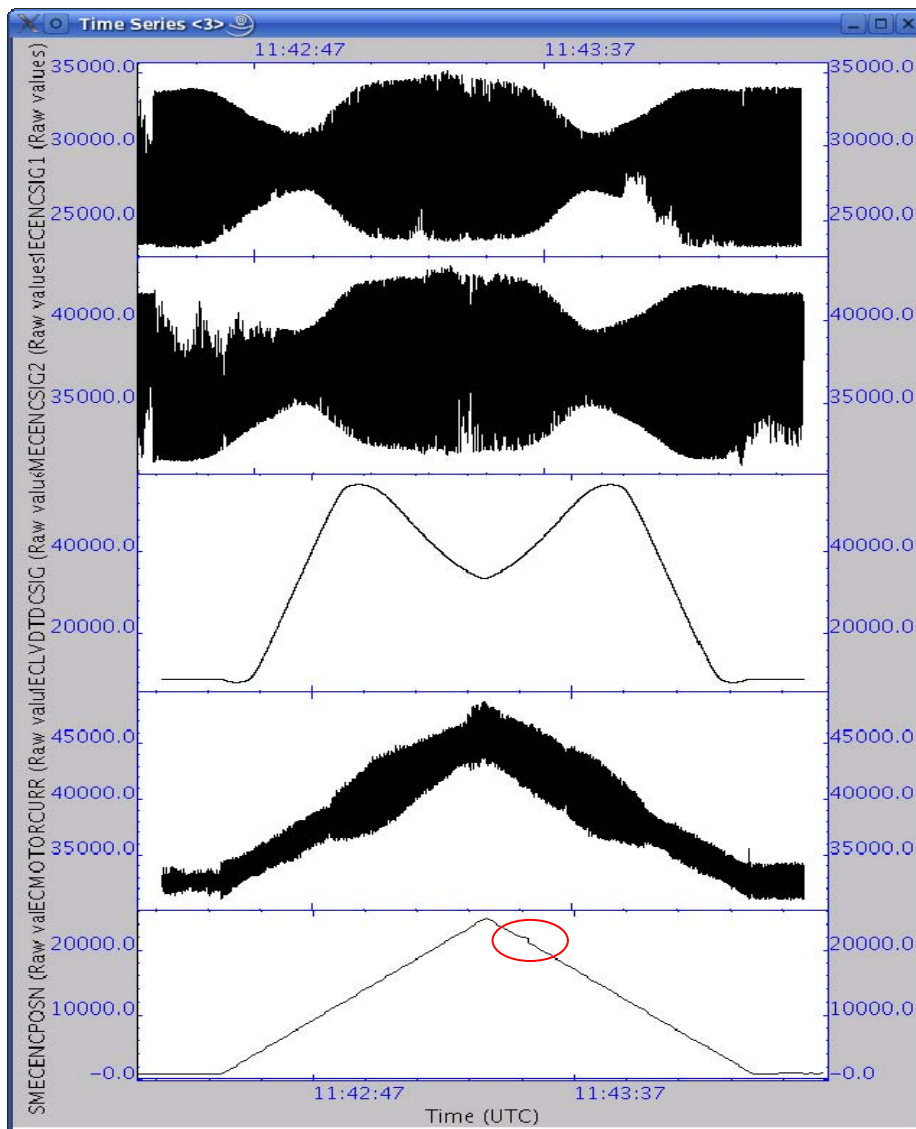 Time Series <3>
11:42:47 11:43:37
35000.0 35000.0
30000.0 30000.0
25000.0 25000.0
40000.0 40000.0
35000.0 35000.0
40000.0 40000.0
20000.0 20000.0
45000.0 45000.0
40000.0 40000.0
35000.0 35000.0
20000.0 20000.0
10000.0 10000.0
-0.0 -0.0
11:42:47 11:43:37
Time (UTC)
SMECENCPOSN (Raw val
ECMOTORCURR (Raw val
ECLVDTDCSIG (Raw valu
MECENCSIG2 (Raw values
ECENCSIG1 (Raw values)